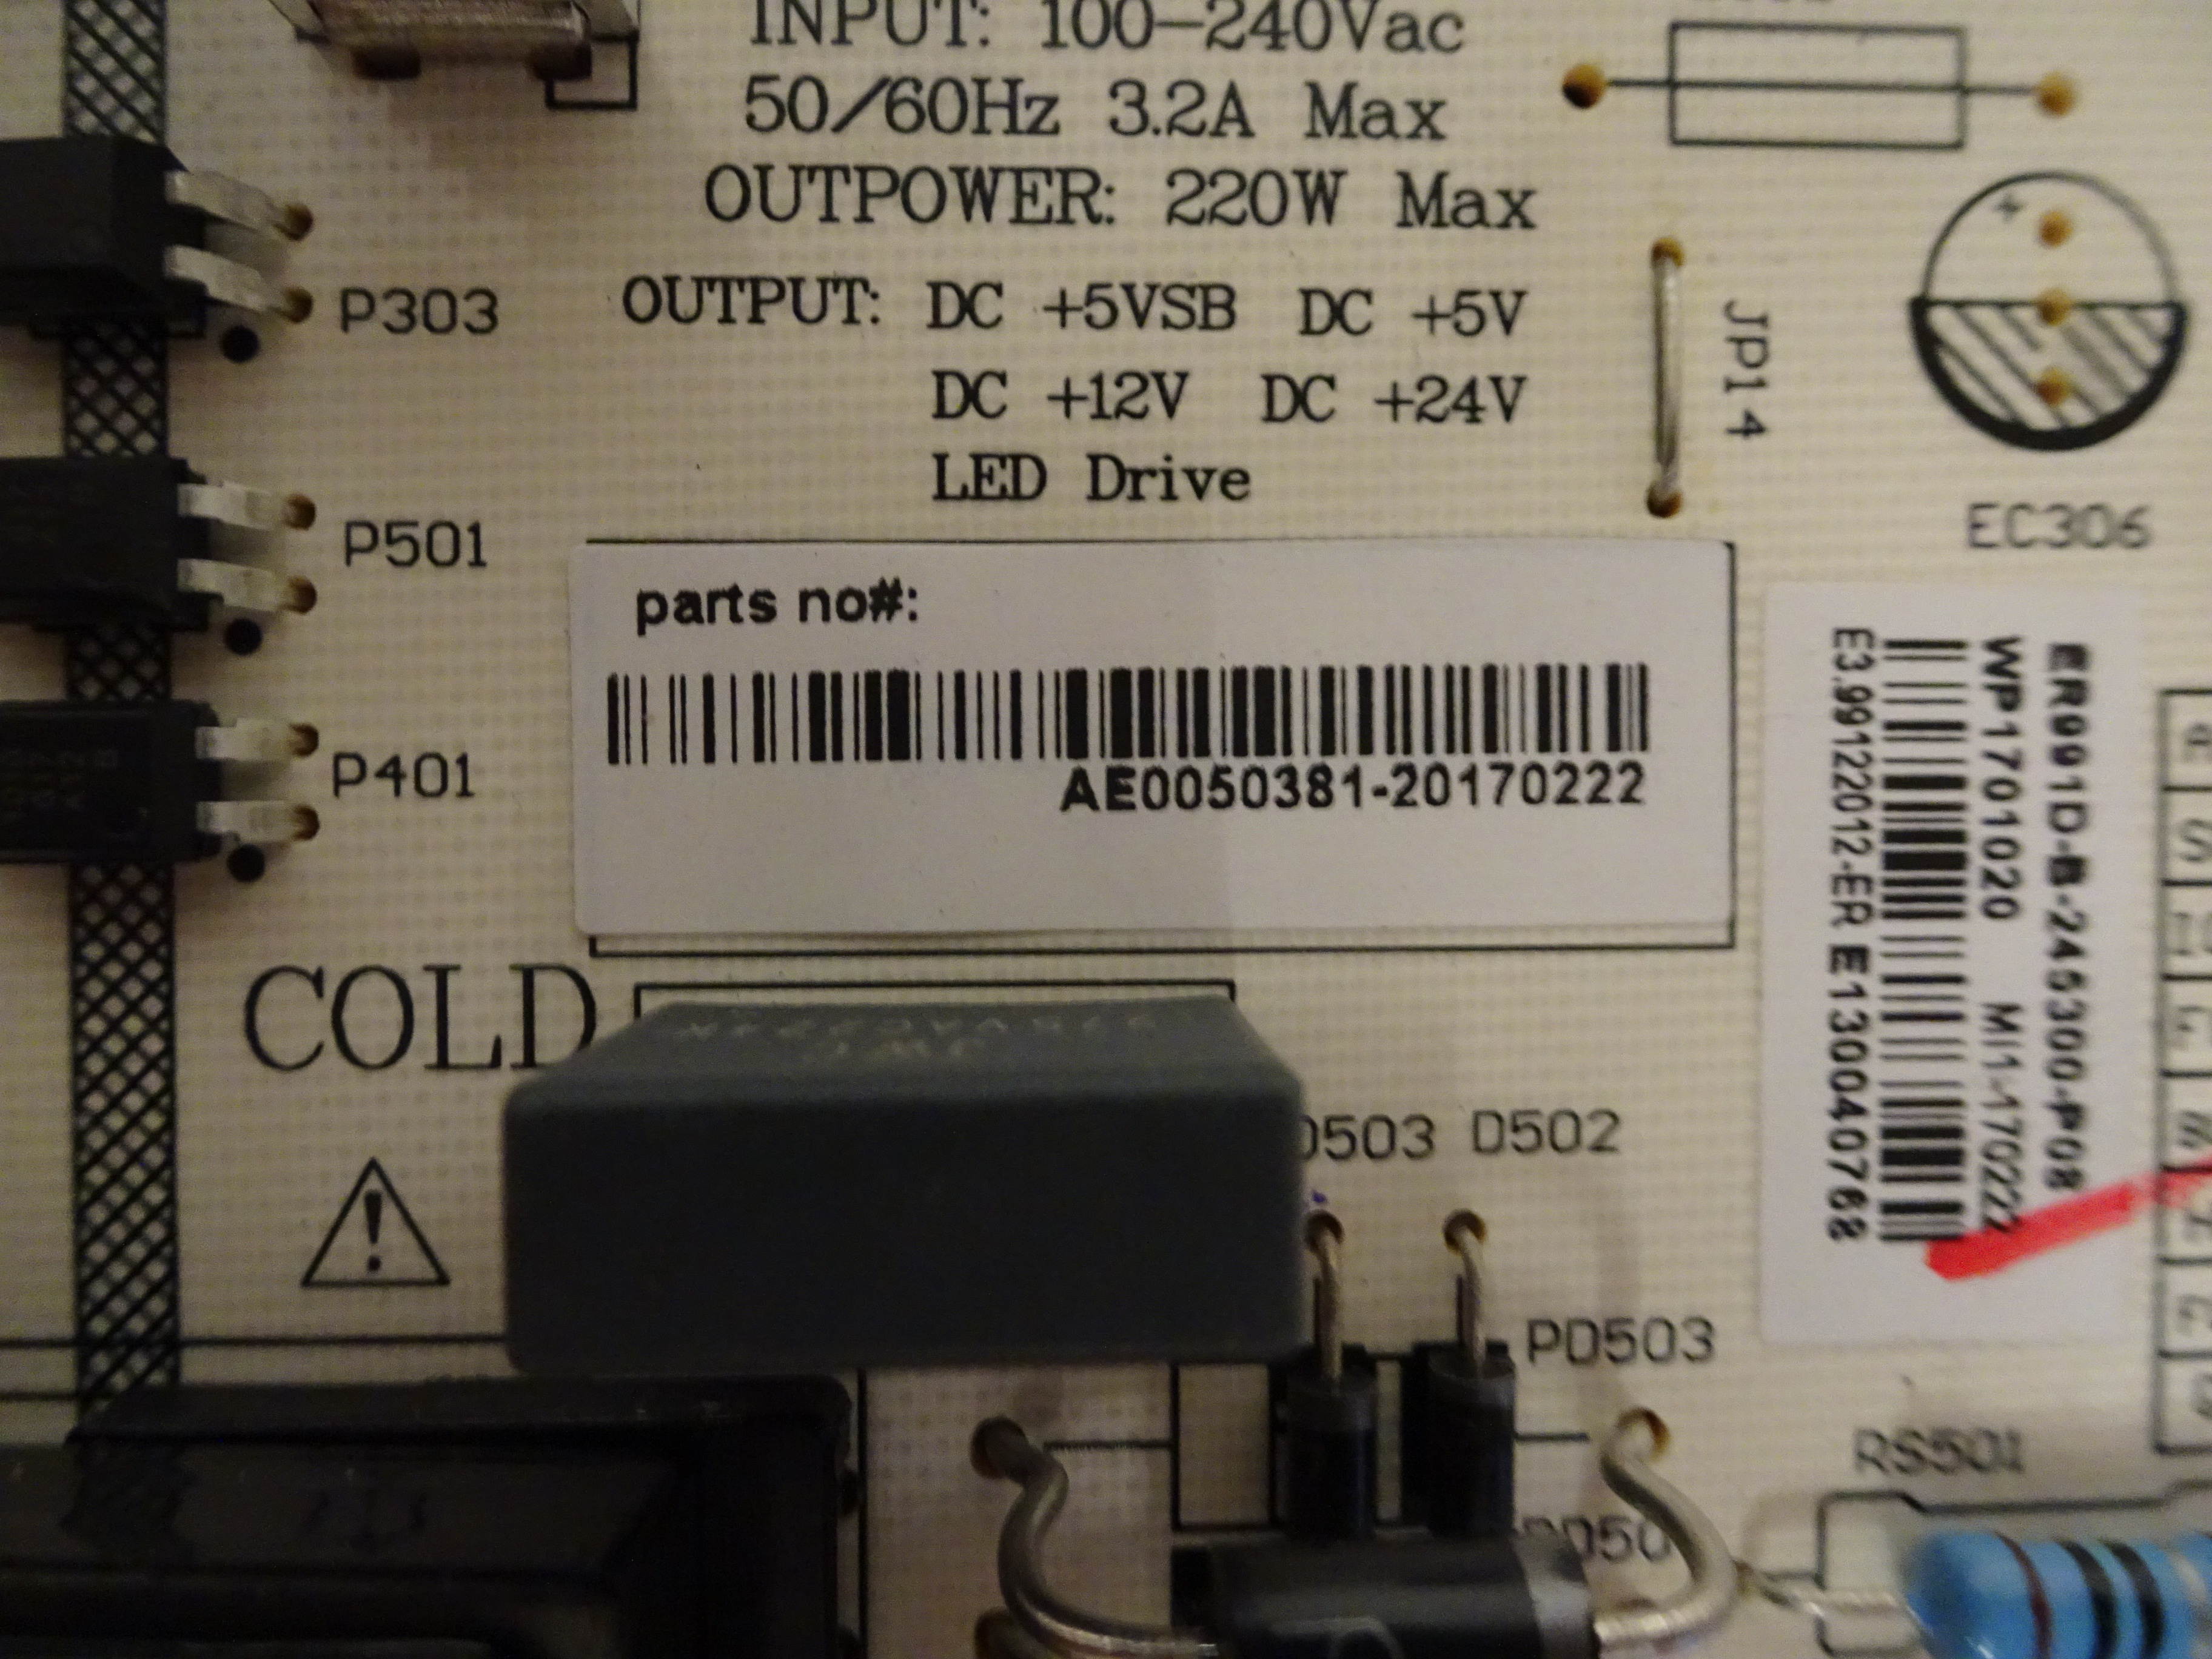 INPUT: 100-240Vac
50/60Hz 3.2A Max
OUTPOWER: 220W Max
OUTPUT: DC +5VSB DC +5V
DC +12V DC +24V
LED Drive
P303
JP14
EC306
P501
parts no#:
AE0050381-20170222
P401
ER991D-B-245300-P08
WP1701020 MI1-170222
E3.99122012-ER E130040768
COLD
D503 D502
PD503
RS501